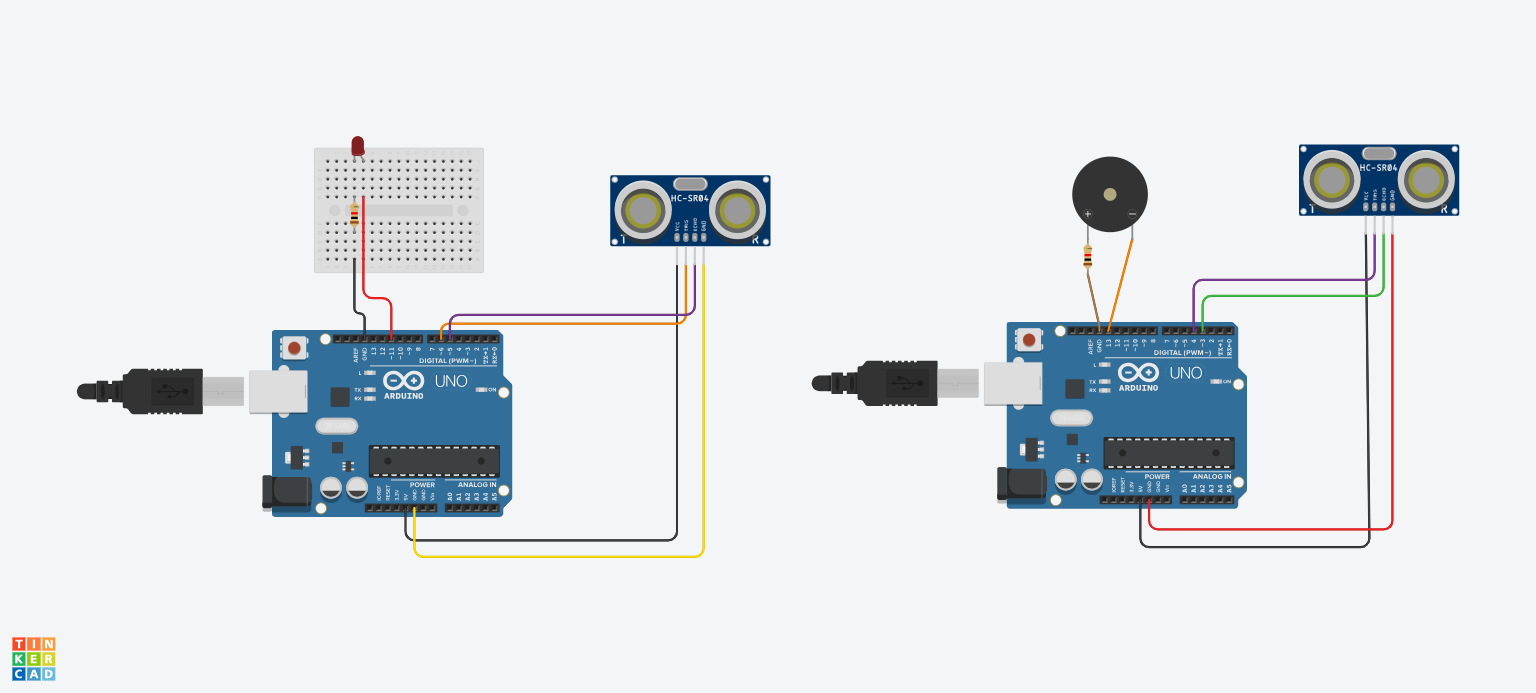 HC-SR04
VCC
TRIG
ECHO
GND
T
R
AREF
GND
13
12
~11
~10
~9
8
7
~6
~5
4
~3
2
TX→1
RX←0
DIGITAL (PWM~)
L
TX
RX
UNO
ARDUINO
ON
POWER
ANALOG IN
IOREF
RESET
3.3V
5V
GND
GND
Vin
A0
A1
A2
A3
A4
A5
+
−
HC-SR04
VCC
TRIG
ECHO
GND
T
R
AREF
GND
13
12
~11
~10
~9
8
7
~6
~5
4
~3
2
TX→1
RX←0
DIGITAL (PWM~)
L
TX
RX
UNO
ARDUINO
ON
POWER
ANALOG IN
IOREF
RESET
3.3V
5V
GND
GND
Vin
A0
A1
A2
A3
A4
A5
TIN
KER
CAD